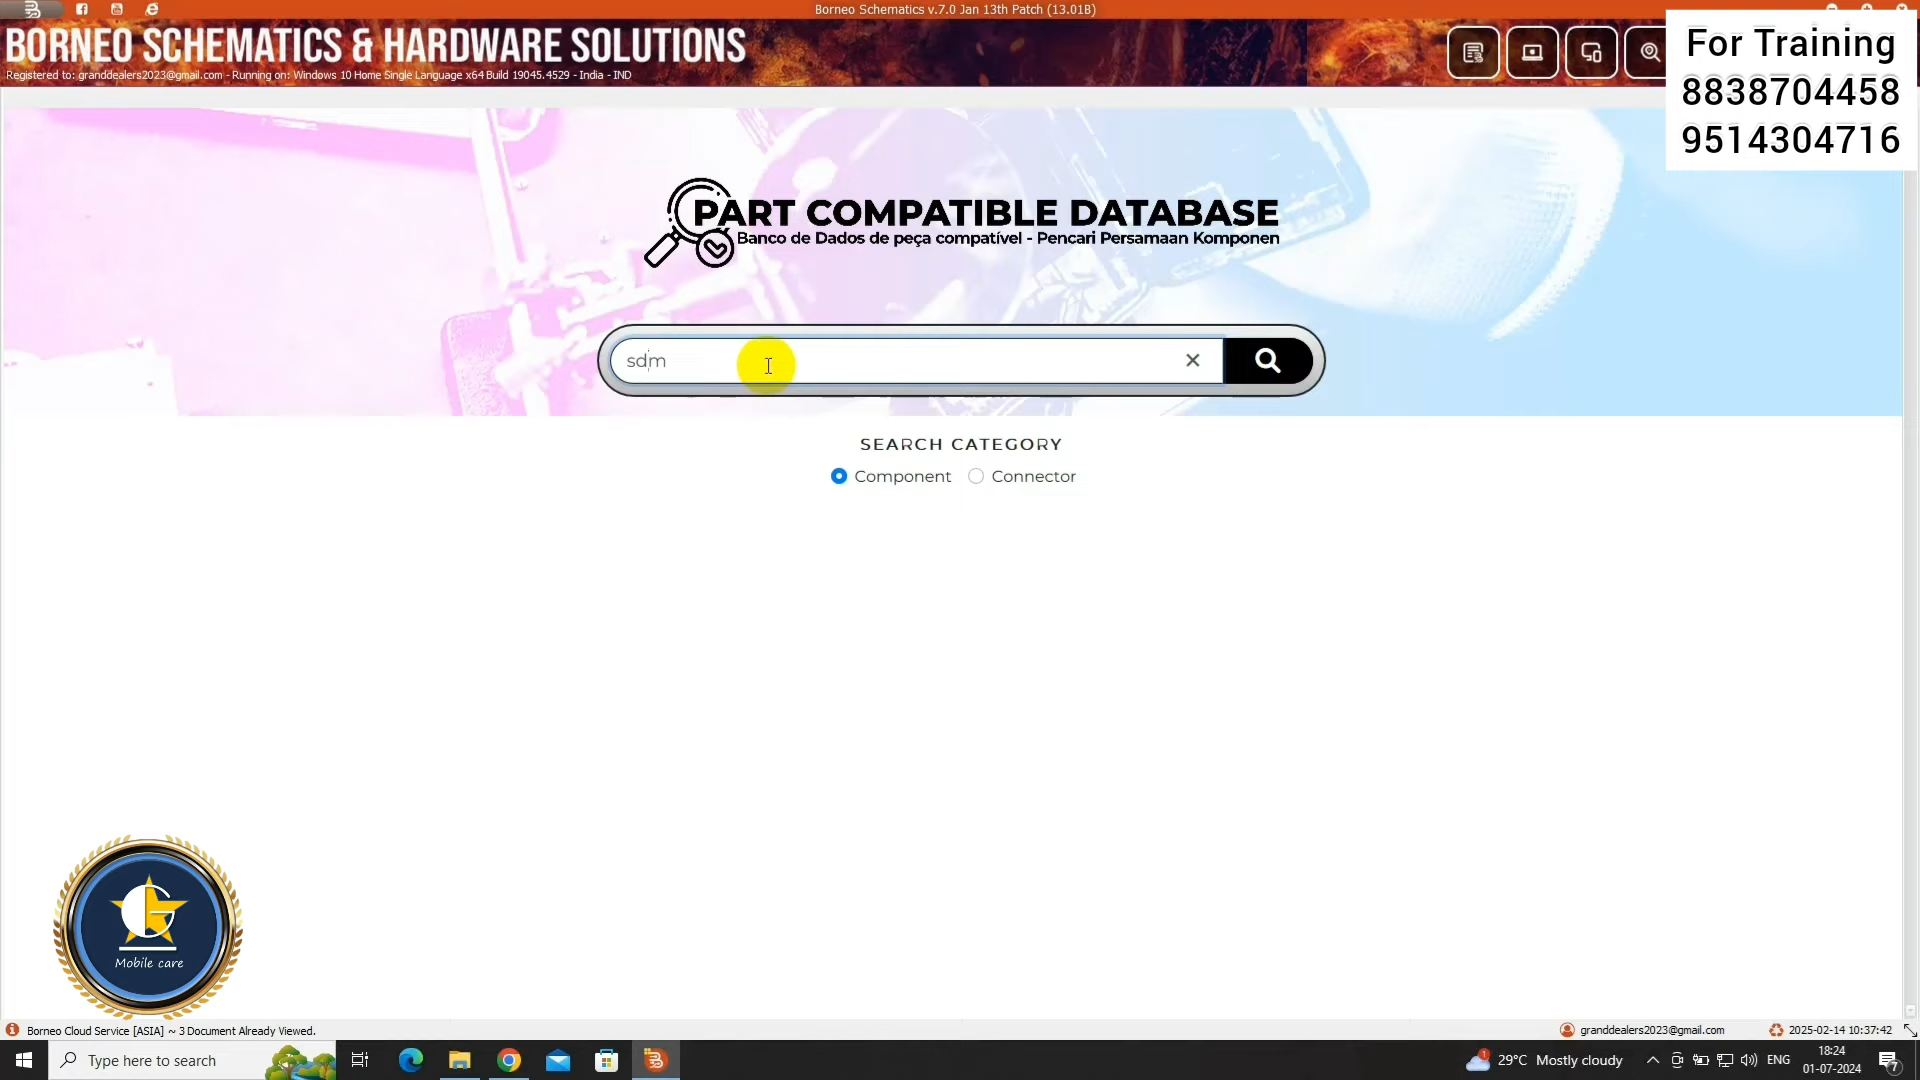 Borneo Schematics v.7.0 Jan 13th Patch (13.01B)
BORNEO SCHEMATICS & HARDWARE SOLUTIONS
Registered to: granddealers2023@gmail.com - Running on: Windows 10 Home Single Language x64 Build 19045.4529 - India - IND
For Training
8838704458
9514304716
PART COMPATIBLE DATABASE
Banco de Dados de peça compatível - Pencari Persamaan Komponen
sdm
SEARCH CATEGORY
Component Connector
G
Mobile care
Borneo Cloud Service [ASIA] ~ 3 Document Already Viewed.
granddealers2023@gmail.com
2025-02-14 10:37:42
Type here to search
1
29°C Mostly cloudy
ENG
18:24
01-07-2024
7